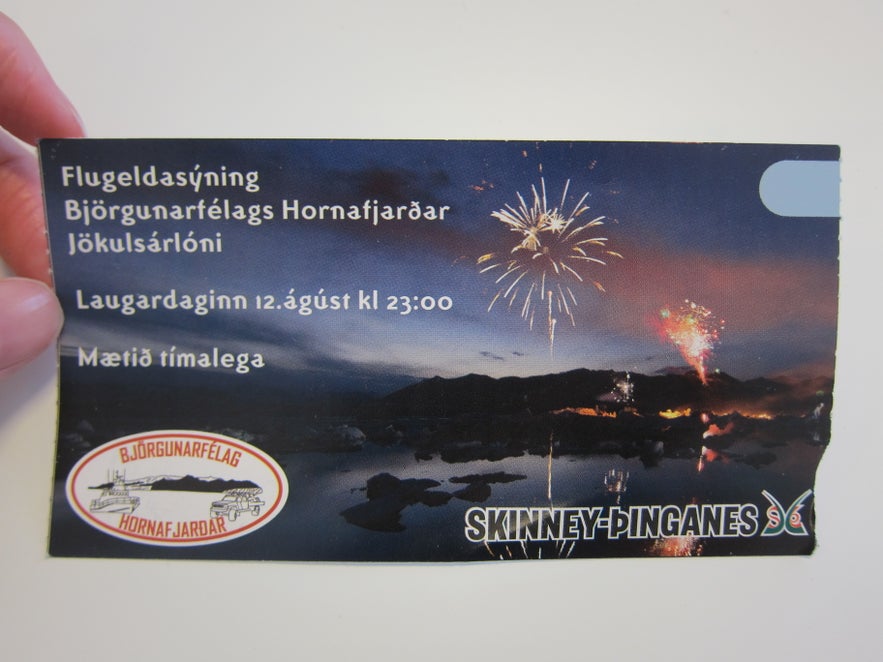 Flugeldasýning
Björgunarfélags Hornafjarðar
Jökulsárlóni
Laugardaginn 12.ágúst kl 23:00
Mætið tímalega
BJÖRGUNARFÉLAG
HORNAFJARÐAR
SKINNEY-ÞINGANES